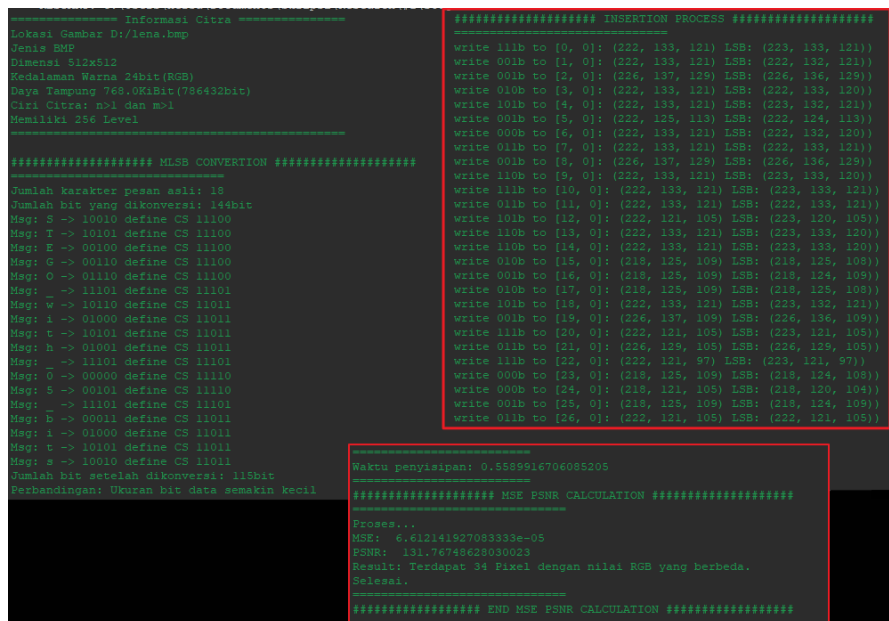 =============== Informasi Citra ===============
Lokasi Gambar D:/lena.bmp
Jenis BMP
Dimensi 512x512
Kedalaman Warna 24bit(RGB)
Daya Tampung 768.0KiBit(786432bit)
Ciri Citra: n>1 dan m>1
Memiliki 256 Level
===============================================
#################### MLSB CONVERTION ####################
==============================
Jumlah karakter pesan asli: 18
Jumlah bit yang dikonversi: 144bit
Msg: S -> 10010 define CS 11100
Msg: T -> 10101 define CS 11100
Msg: E -> 00100 define CS 11100
Msg: G -> 00110 define CS 11100
Msg: O -> 01110 define CS 11100
Msg: _ -> 11101 define CS 11101
Msg: w -> 10110 define CS 11011
Msg: i -> 01000 define CS 11011
Msg: t -> 10101 define CS 11011
Msg: h -> 01001 define CS 11011
Msg: _ -> 11101 define CS 11101
Msg: 0 -> 00000 define CS 11110
Msg: 5 -> 00101 define CS 11110
Msg: _ -> 11101 define CS 11101
Msg: b -> 00011 define CS 11011
Msg: i -> 01000 define CS 11011
Msg: t -> 10101 define CS 11011
Msg: s -> 10010 define CS 11011
Jumlah bit setelah dikonversi: 115bit
Perbandingan: Ukuran bit data semakin kecil
#################### INSERTION PROCESS ####################
==============================
write 111b to [0, 0]: (222, 133, 121) LSB: (223, 133, 121))
write 001b to [1, 0]: (222, 133, 121) LSB: (222, 132, 121))
write 001b to [2, 0]: (226, 137, 129) LSB: (226, 136, 129))
write 010b to [3, 0]: (222, 133, 121) LSB: (222, 133, 120))
write 101b to [4, 0]: (222, 133, 121) LSB: (223, 132, 121))
write 001b to [5, 0]: (222, 125, 113) LSB: (222, 124, 113))
write 000b to [6, 0]: (222, 133, 121) LSB: (222, 132, 120))
write 011b to [7, 0]: (222, 133, 121) LSB: (222, 133, 121))
write 001b to [8, 0]: (226, 137, 129) LSB: (226, 136, 129))
write 110b to [9, 0]: (222, 133, 121) LSB: (223, 133, 120))
write 111b to [10, 0]: (222, 133, 121) LSB: (223, 133, 121))
write 011b to [11, 0]: (222, 133, 121) LSB: (222, 133, 121))
write 101b to [12, 0]: (222, 121, 105) LSB: (223, 120, 105))
write 110b to [13, 0]: (222, 133, 121) LSB: (223, 133, 120))
write 110b to [14, 0]: (222, 133, 121) LSB: (223, 133, 120))
write 010b to [15, 0]: (218, 125, 109) LSB: (218, 125, 108))
write 001b to [16, 0]: (218, 125, 109) LSB: (218, 124, 109))
write 010b to [17, 0]: (218, 125, 109) LSB: (218, 125, 108))
write 101b to [18, 0]: (222, 133, 121) LSB: (223, 132, 121))
write 001b to [19, 0]: (226, 137, 109) LSB: (226, 136, 109))
write 111b to [20, 0]: (222, 121, 105) LSB: (223, 121, 105))
write 011b to [21, 0]: (226, 129, 105) LSB: (226, 129, 105))
write 111b to [22, 0]: (222, 121, 97) LSB: (223, 121, 97))
write 000b to [23, 0]: (218, 125, 109) LSB: (218, 124, 108))
write 000b to [24, 0]: (218, 121, 105) LSB: (218, 120, 104))
write 001b to [25, 0]: (218, 125, 109) LSB: (218, 124, 109))
write 011b to [26, 0]: (222, 121, 105) LSB: (222, 121, 105))
=========================
Waktu penyisipan: 0.5589916706085205
=========================
#################### MSE PSNR CALCULATION ####################
==============================
Proses...
MSE: 6.612141927083333e-05
PSNR: 131.76748628030023
Result: Terdapat 34 Pixel dengan nilai RGB yang berbeda.
Selesai.
==============================
################## END MSE PSNR CALCULATION ##################